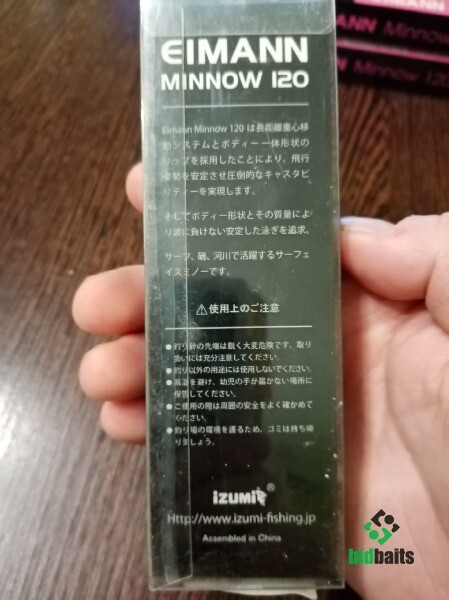 EIMANN
MINNOW 120
Eimann Minnow 120 は長距離重心移
動システムとボディー一体形状の
リップを採用したことにより、飛行
姿勢を安定させ圧倒的なキャスタビ
リティーを実現します。
そしてボディー形状とその質量によ
り波に負けない安定した泳ぎを追求。
サーフ、磯、河川で活躍するサーフェ
イスミノーです。
⚠使用上のご注意
●釣り針の先端は鋭く大変危険です、取り
扱いには充分注意してください。
●釣り以外の用途には使用しないでください。
●高温を避け、幼児の手が届かない場所に
保管してください。
●ご使用の際は周囲の安全をよく確かめて
ください。
●釣り場の環境を護るため、ゴミは持ち帰
りましょう。
izumi®
Http://www.izumi-fishing.jp
Assembled in China
EIMANN
ANN Minnow
Minnow 120
bidbaits